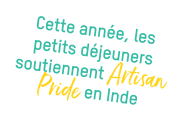 Cette année, les
petits déjeuners
soutiennent Artisan
Pride en Inde